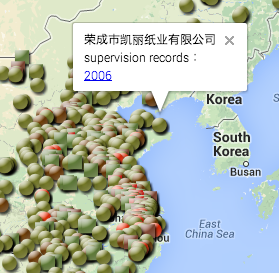 荣成市凯丽纸业有限公司
supervision records：
2006
Korea
South
Korea
Busan
East
China Sea